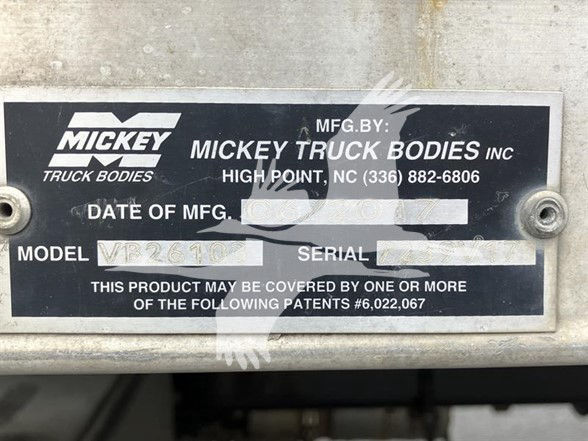 MICKEY
TRUCK BODIES
MFG.BY:
MICKEY TRUCK BODIES INC
HIGH POINT, NC (336) 882-6806
DATE OF MFG.
MODEL
SERIAL
THIS PRODUCT MAY BE COVERED BY ONE OR MORE
OF THE FOLLOWING PATENTS #6,022,067